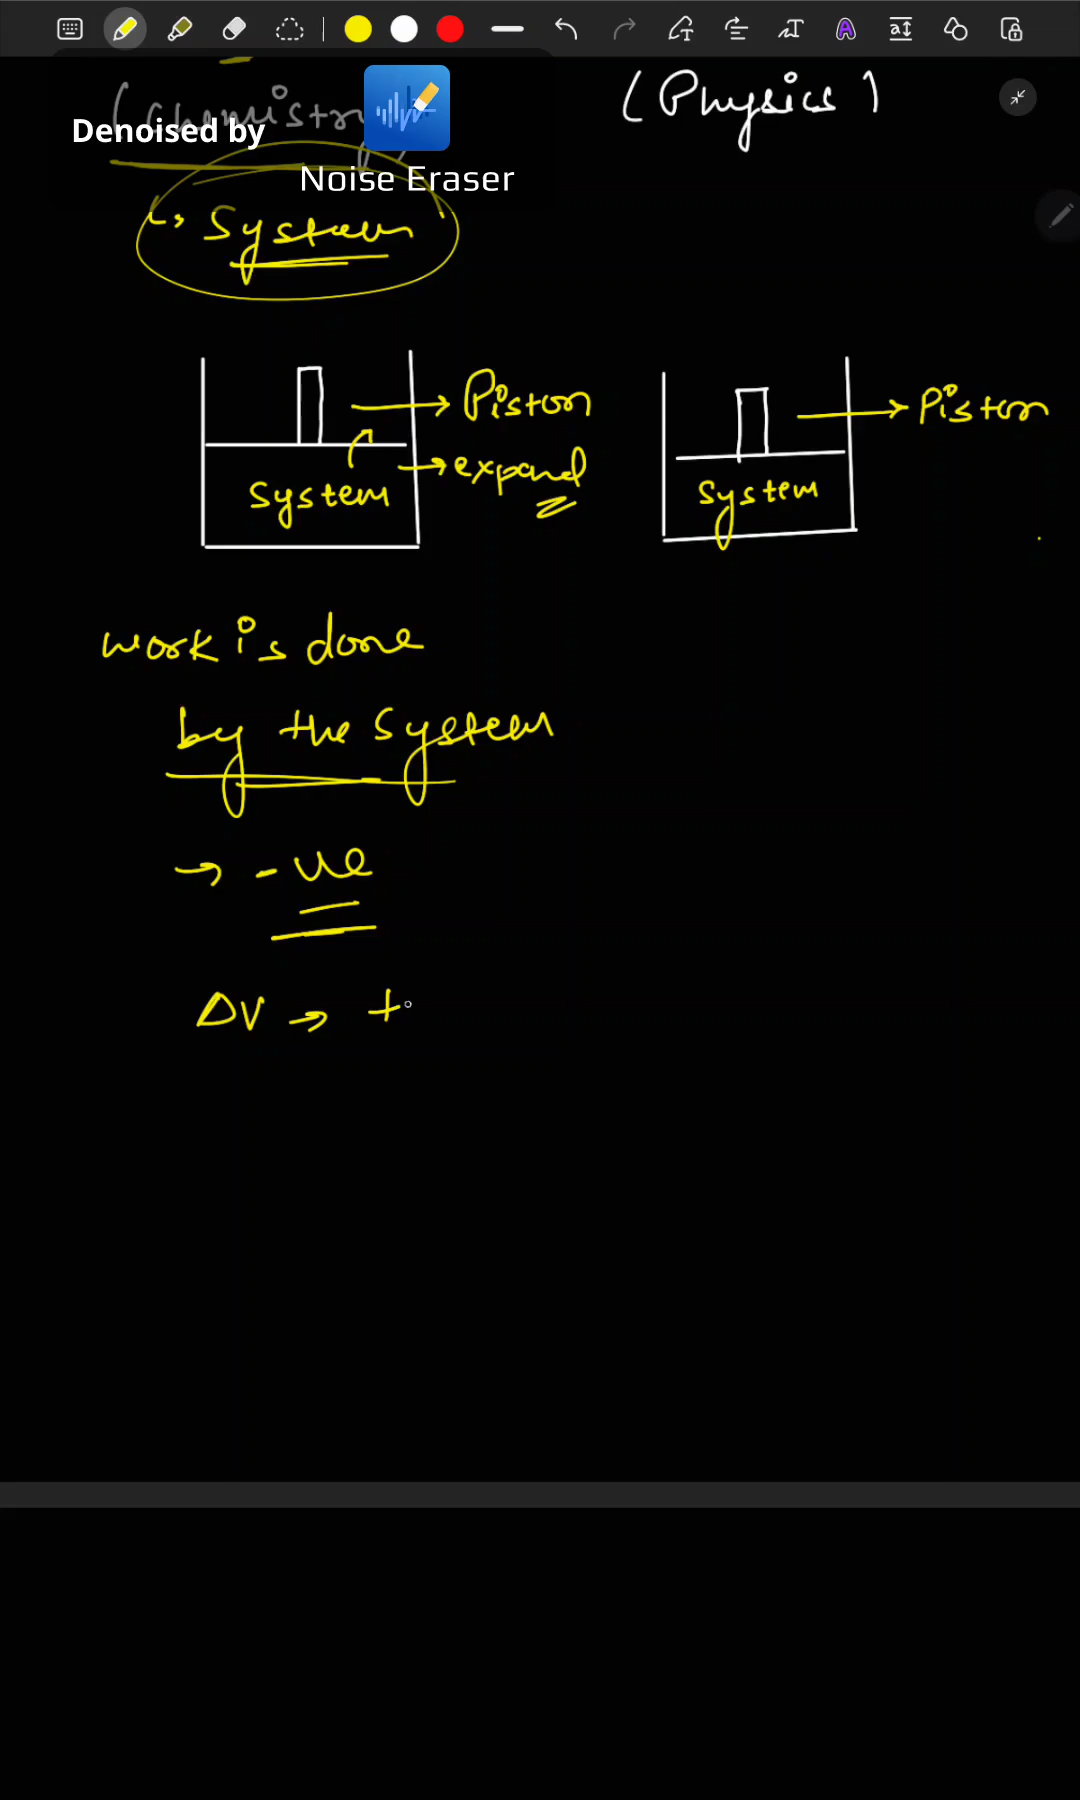 (Chemistry)
(Physics)
Denoised by
Noise Eraser
System
Piston
expand
System
Piston
System
work is done
by the system
→ -ve
ΔV → +